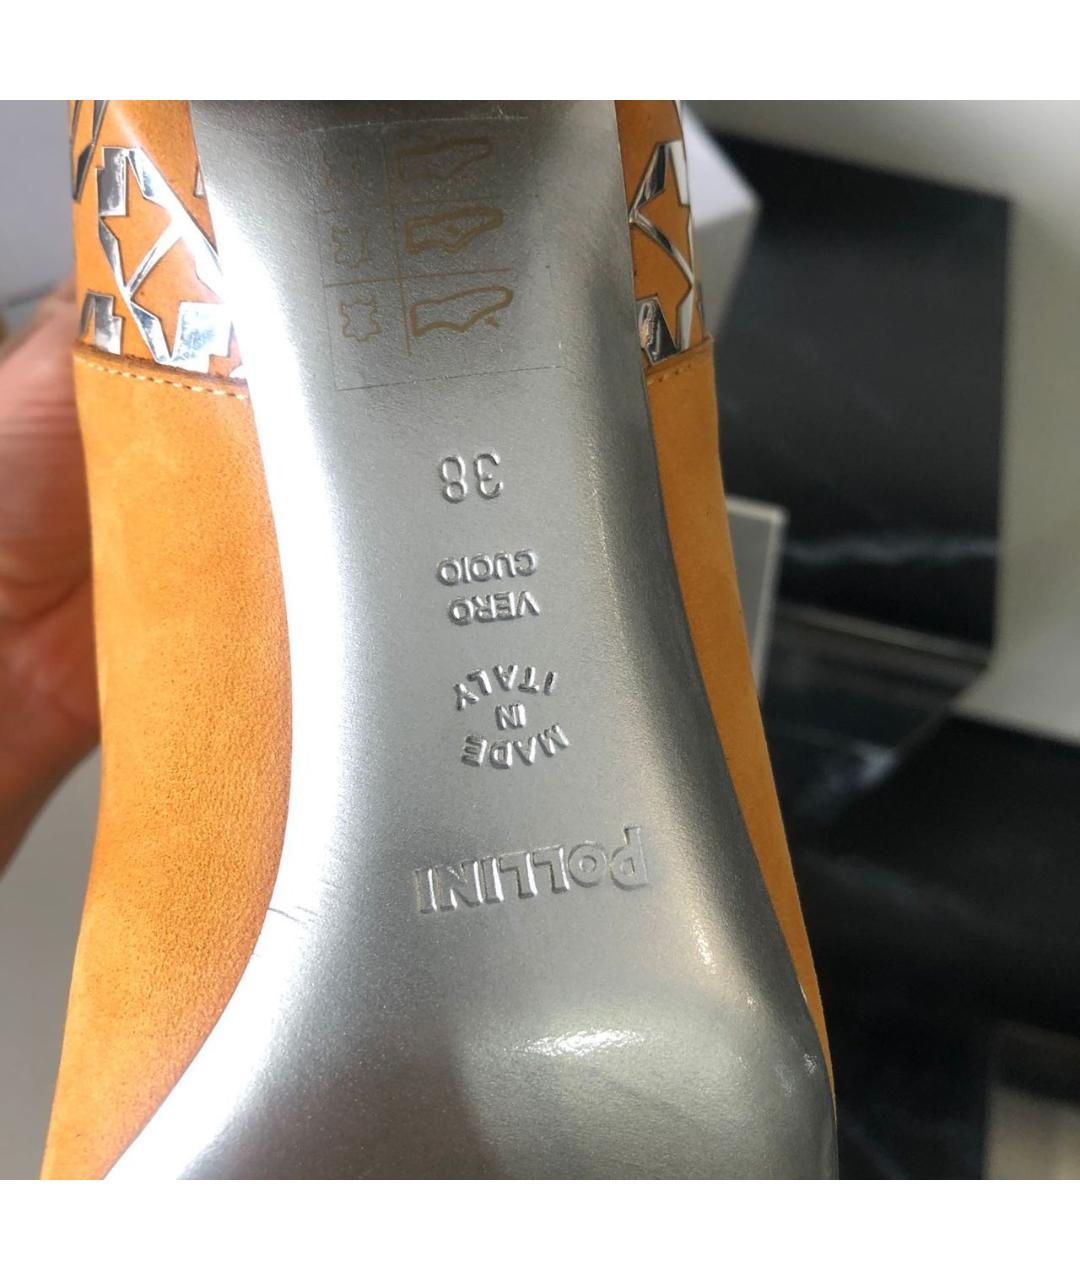 POLLINI
MADE
IN
ITALY
VERO
CUOIO
38